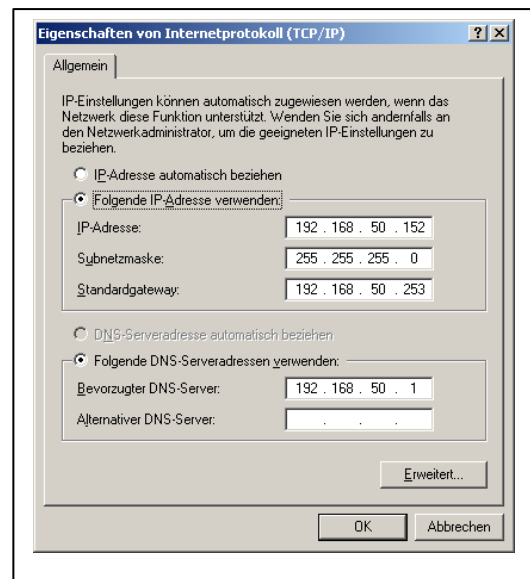 Eigenschaften von Internetprotokoll (TCP/IP)
Allgemein
IP-Einstellungen können automatisch zugewiesen werden, wenn das
Netzwerk diese Funktion unterstützt. Wenden Sie sich andernfalls an
den Netzwerkadministrator, um die geeigneten IP-Einstellungen zu
beziehen.
IP-Adresse automatisch beziehen
Folgende IP-Adresse verwenden:
IP-Adresse: 192 . 168 . 50 . 152
Subnetzmaske: 255 . 255 . 255 . 0
Standardgateway: 192 . 168 . 50 . 253
DNS-Serveradresse automatisch beziehen
Folgende DNS-Serveradressen verwenden:
Bevorzugter DNS-Server: 192 . 168 . 50 . 1
Alternativer DNS-Server: . . .
Erweitert...
OK Abbrechen